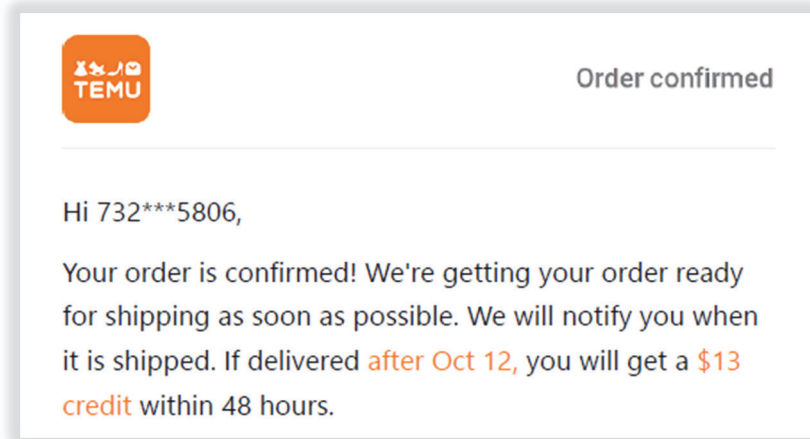 TEMU
Order confirmed
Hi 732***5806,
Your order is confirmed! We're getting your order ready
for shipping as soon as possible. We will notify you when
it is shipped. If delivered after Oct 12, you will get a $13
credit within 48 hours.